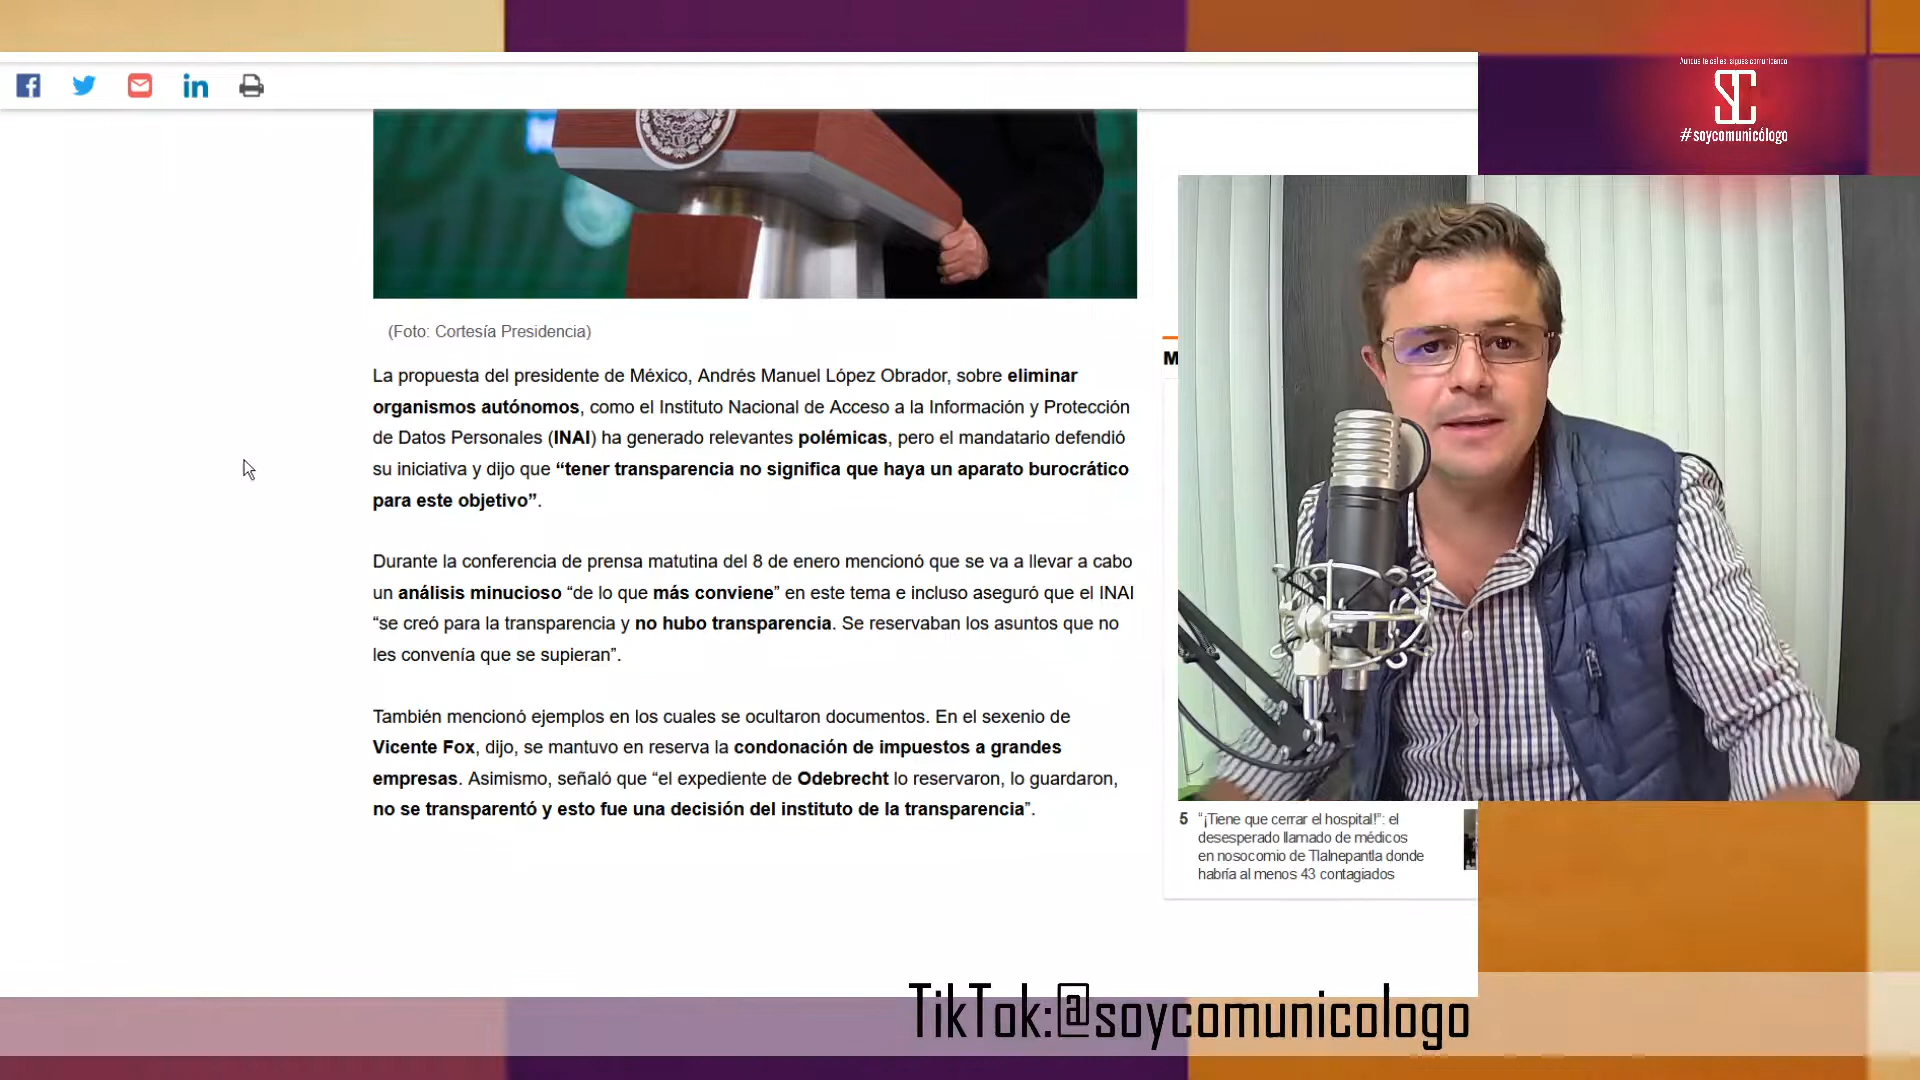 Aunque te calles, sigues comunicando
SC
#soycomunicólogo
(Foto: Cortesía Presidencia)
La propuesta del presidente de México, Andrés Manuel López Obrador, sobre eliminar
organismos autónomos, como el Instituto Nacional de Acceso a la Información y Protección
de Datos Personales (INAI) ha generado relevantes polémicas, pero el mandatario defendió
su iniciativa y dijo que “tener transparencia no significa que haya un aparato burocrático
para este objetivo”.
Durante la conferencia de prensa matutina del 8 de enero mencionó que se va a llevar a cabo
un análisis minucioso “de lo que más conviene” en este tema e incluso aseguró que el INAI
“se creó para la transparencia y no hubo transparencia. Se reservaban los asuntos que no
les convenía que se supieran”.
También mencionó ejemplos en los cuales se ocultaron documentos. En el sexenio de
Vicente Fox, dijo, se mantuvo en reserva la condonación de impuestos a grandes
empresas. Asimismo, señaló que “el expediente de Odebrecht lo reservaron, lo guardaron,
no se transparentó y esto fue una decisión del instituto de la transparencia”.
M
5 “¡Tiene que cerrar el hospital!”: el
desesperado llamado de médicos
en nosocomio de Tlalnepantla donde
habría al menos 43 contagiados
TikTok:@soycomunicologo